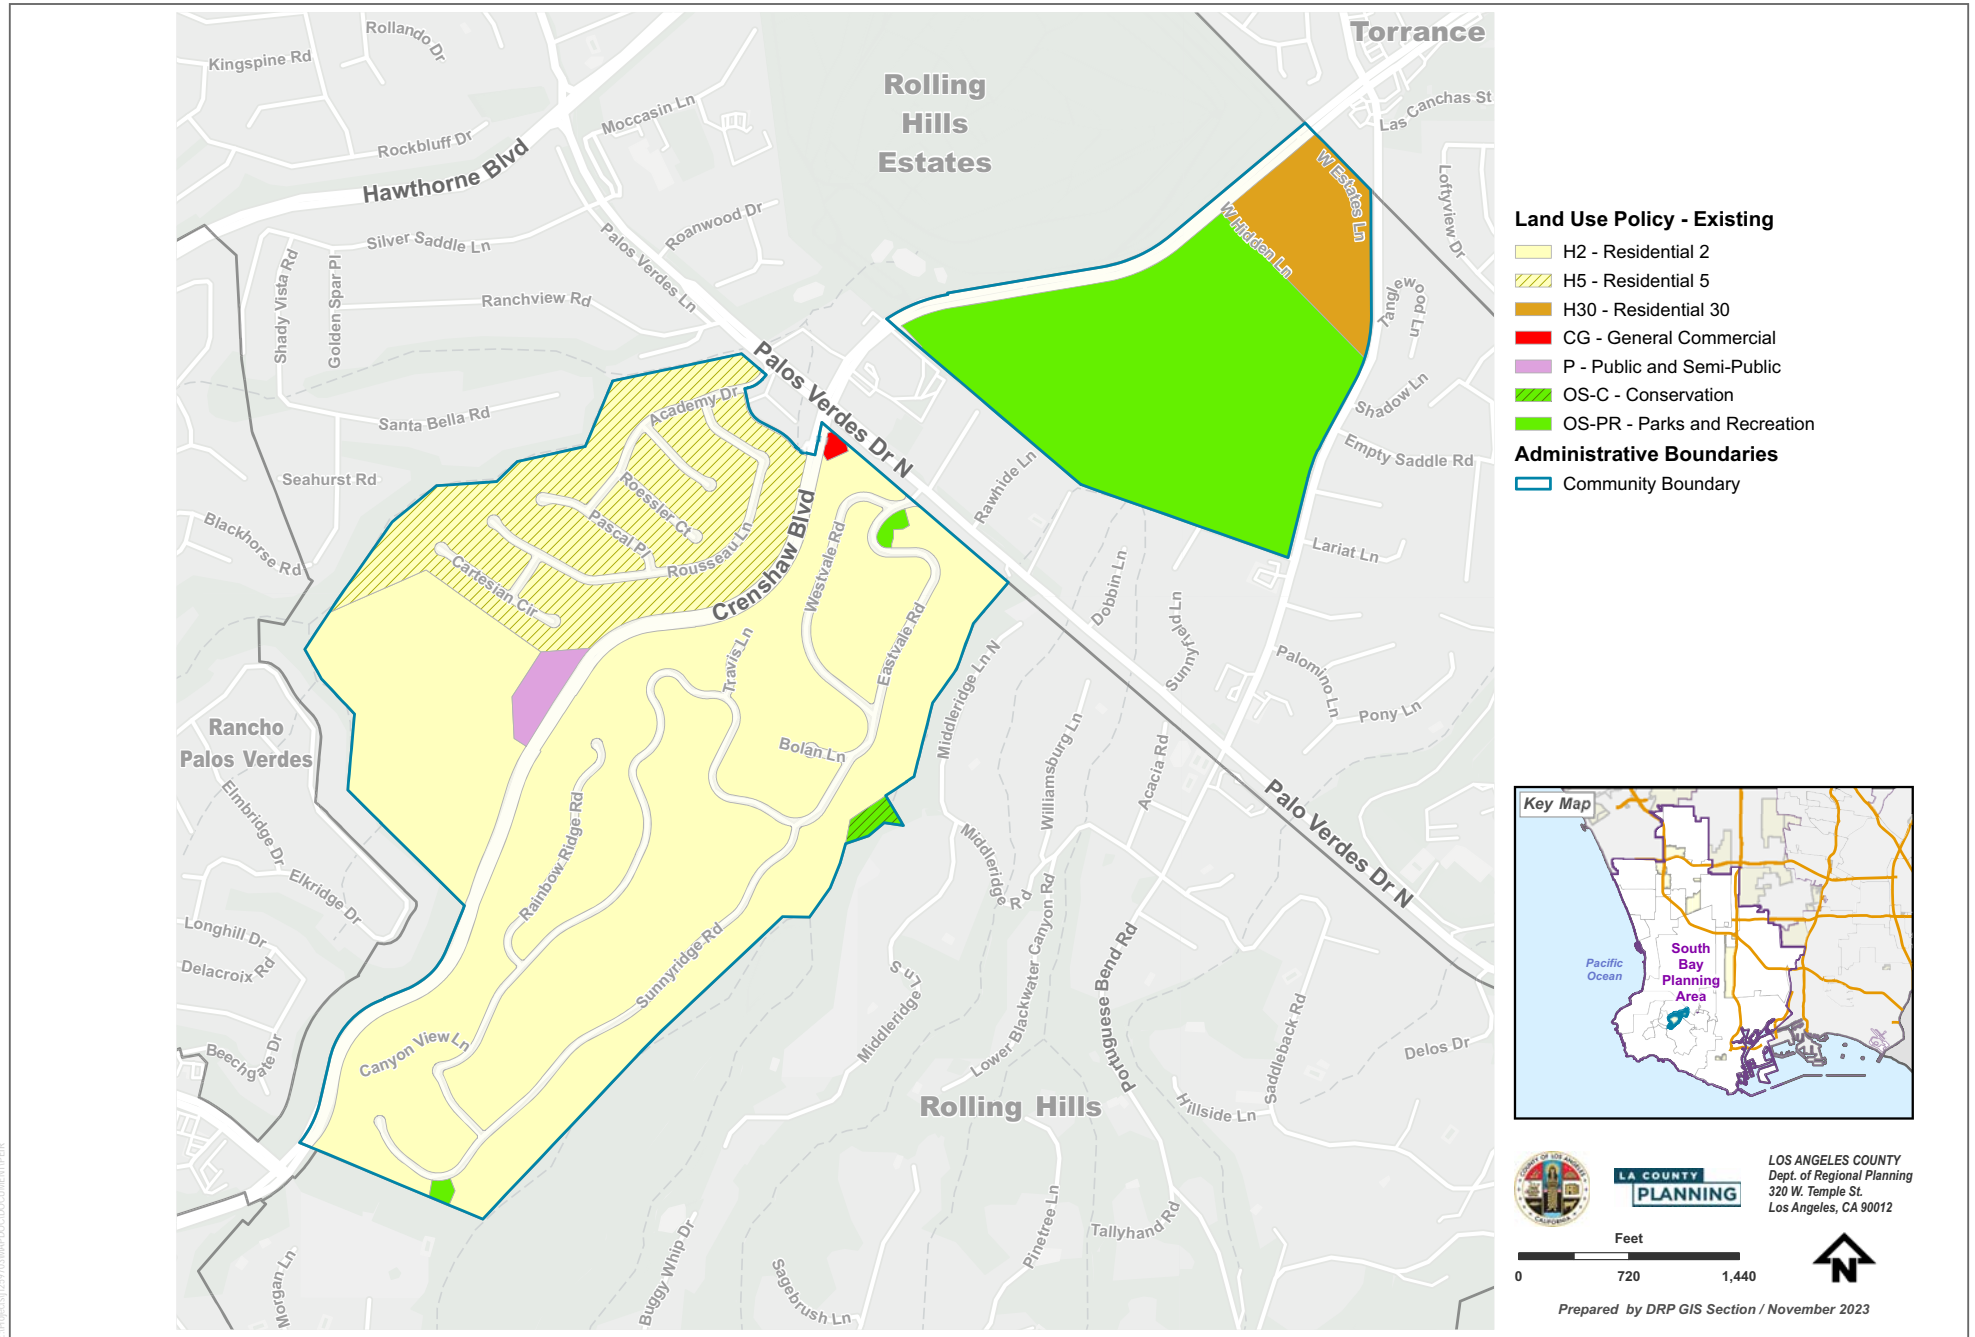 Torrance
Rolling
Hills
Estates
Rollando Dr
Kingspine Rd
Moccasin Ln
Rockbluff Dr
Hawthorne Blvd
Las Canchas St
Loftyview Dr
W Estates Ln
W Hidden Ln
Roanwood Dr
Palos Verdes Ln
Silver Saddle Ln
Shady Vista Rd
Golden Spar Pl
Ranchview Rd
Tanglewood Ln
Palos Verdes Dr N
Academy Dr
Santa Bella Rd
Shadow Ln
Empty Saddle Rd
Seahurst Rd
Roessler Ct
Pascal Pl
Rousseau Ln
Crenshaw Blvd
Rawhide Ln
Blackhorse Rd
Cartesian Cir
Westvale Rd
Eastvale Rd
Lariat Ln
Dobbin Ln
Sunnyfield Ln
Travis Ln
Middleridge Ln N
Palomino Ln
Pony Ln
Rancho
Palos Verdes
Bolan Ln
Williamsburg Ln
Acacia Rd
Palo Verdes Dr N
Elmbridge Dr
Elkridge Dr
Rainbow Ridge Rd
Middleridge Rd
Longhill Dr
Delacroix Rd
Sunnyridge Rd
Middleridge Ln S
Lower Blackwater Canyon Rd
Portuguese Bend Rd
Saddleback Rd
Beechgate Dr
Canyon View Ln
Delos Dr
Hillside Ln
Rolling Hills
Morgan Ln
Buggy Whip Dr
Sagebrush Ln
Pinetree Ln
Tallyhand Rd
Land Use Policy - Existing
H2 - Residential 2
H5 - Residential 5
H30 - Residential 30
CG - General Commercial
P - Public and Semi-Public
OS-C - Conservation
OS-PR - Parks and Recreation
Administrative Boundaries
Community Boundary
Key Map
South
Bay
Planning
Area
Pacific
Ocean
COUNTY OF LOS ANGELES
CALIFORNIA
LA COUNTY
PLANNING
LOS ANGELES COUNTY
Dept. of Regional Planning
320 W. Temple St.
Los Angeles, CA 90012
Feet
0 720 1,440
N
Prepared by DRP GIS Section / November 2023